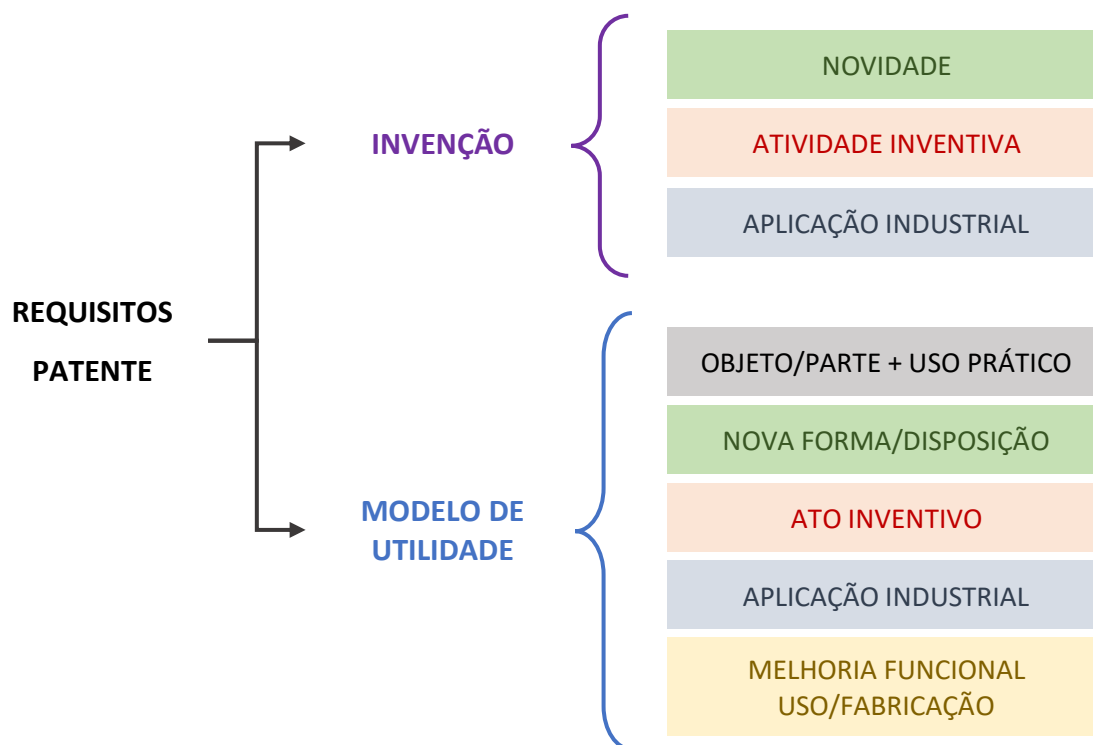 REQUISITOS
PATENTE
INVENÇÃO
NOVIDADE
ATIVIDADE INVENTIVA
APLICAÇÃO INDUSTRIAL
MODELO DE
UTILIDADE
OBJETO/PARTE + USO PRÁTICO
NOVA FORMA/DISPOSIÇÃO
ATO INVENTIVO
APLICAÇÃO INDUSTRIAL
MELHORIA FUNCIONAL
USO/FABRICAÇÃO